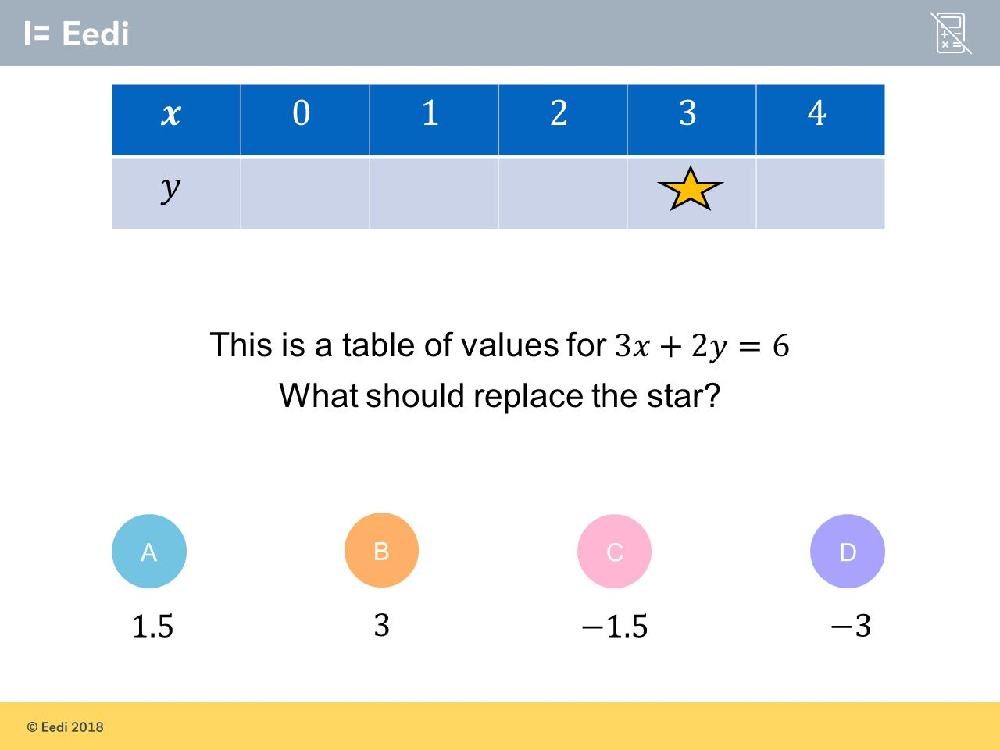 Eedi
x 0 1 2 3 4
y
This is a table of values for 3x + 2y = 6
What should replace the star?
A B C D
1.5 3 −1.5 −3
© Eedi 2018